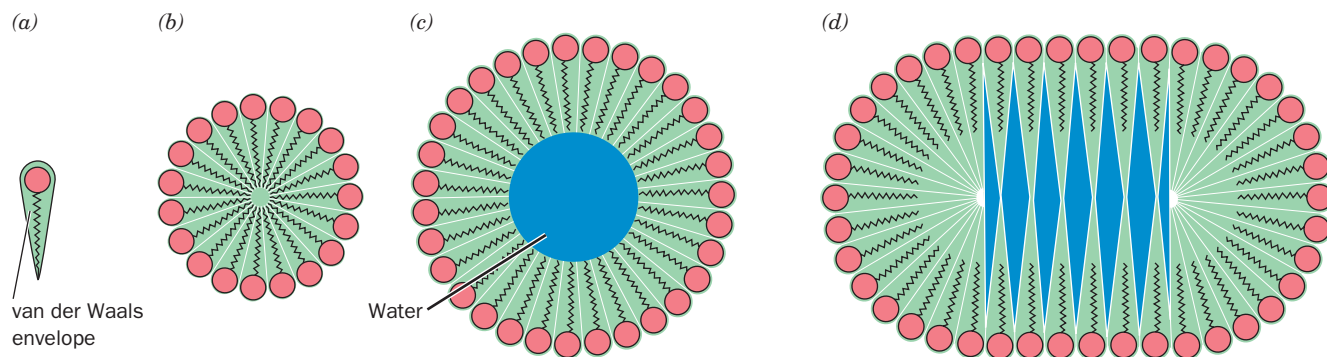 (a)
(b)
(c)
(d)
van der Waals
envelope
Water